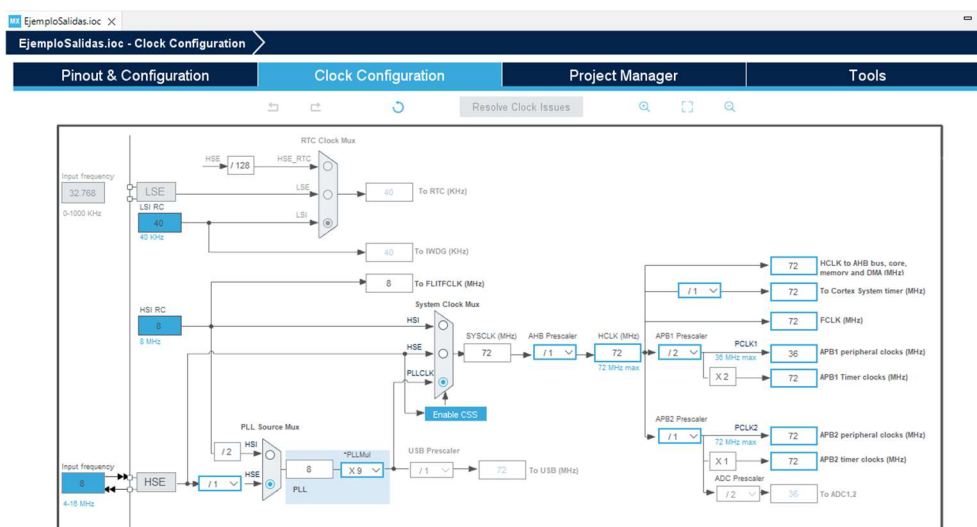 MX EjemploSalidas.ioc
EjemploSalidas.ioc - Clock Configuration
Pinout & Configuration Clock Configuration Project Manager Tools
Resolve Clock Issues
RTC Clock Mux
HSE / 128 HSE_RTC
Input frequency
32.768
0-1000 KHz
LSE LSE
40 To RTC (KHz)
LSI RC
40
40 KHz
LSI
40 To IWDG (KHz)
8 To FLITFCLK (MHz)
System Clock Mux
HSI RC
8
8 MHz
HSI
HSE
PLLCLK
SYSCLK (MHz) AHB Prescaler HCLK (MHz) APB1 Prescaler
72 / 1 72 / 2
72 MHz max
Enable CSS
72 HCLK to AHB bus, core,
memory and DMA (MHz)
/ 1 72 To Cortex System timer (MHz)
72 FCLK (MHz)
PCLK1
36 MHz max
36 APB1 peripheral clocks (MHz)
X 2 72 APB1 Timer clocks (MHz)
APB2 Prescaler
/ 1
PCLK2
72 MHz max
72 APB2 peripheral clocks (MHz)
X 1 72 APB2 timer clocks (MHz)
ADC Prescaler
/ 2 36 To ADC1,2
PLL Source Mux
/ 2 HSI
Input frequency
8
4-16 MHz
HSE / 1 HSE
*PLLMul
8 X 9
PLL
USB Prescaler
/ 1 72 To USB (MHz)